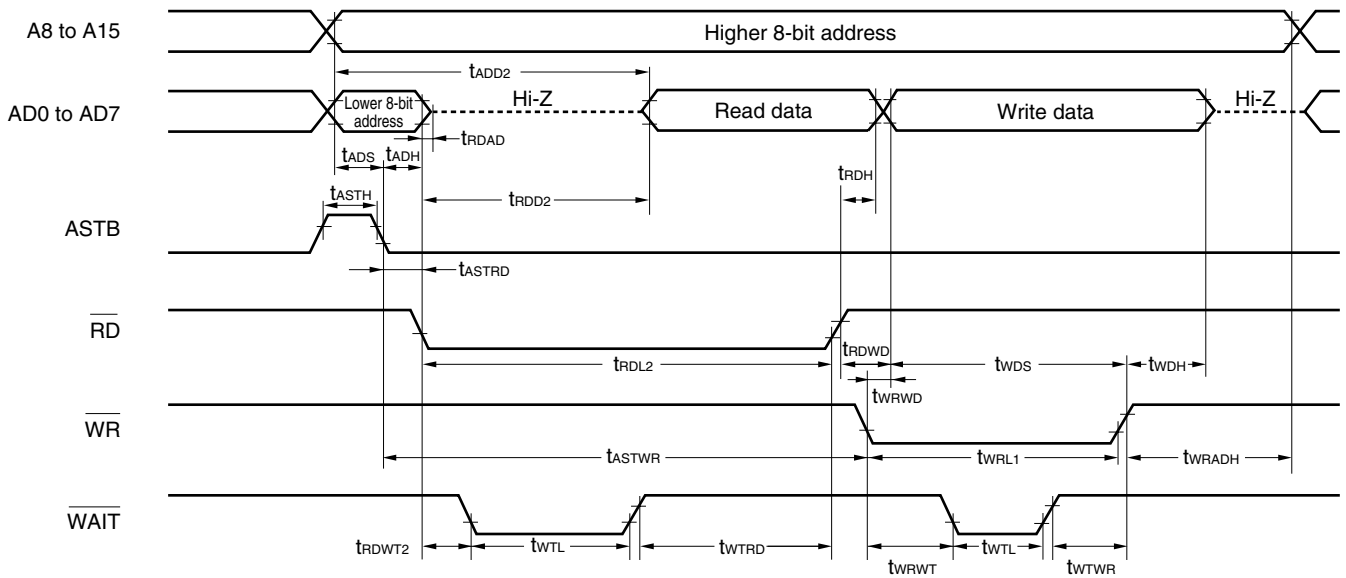 A8 to A15
Higher 8-bit address
tADD2
AD0 to AD7
Lower 8-bit
address
Hi-Z
Read data
Write data
Hi-Z
tRDAD
tADS
tADH
tRDH
tASTH
tRDD2
ASTB
tASTRD
RD
tRDL2
tRDWD
tWDS
tWDH
tWRWD
WR
tASTWR
tWRL1
tWRADH
WAIT
tRDWT2
tWTL
tWTRD
tWRWT
tWTL
tWTWR